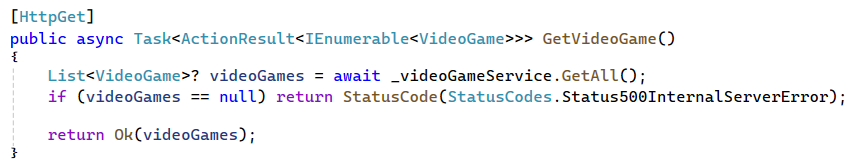 [HttpGet]
public async Task<ActionResult<IEnumerable<VideoGame>>> GetVideoGame()
{
    List<VideoGame>? videoGames = await _videoGameService.GetAll();
    if (videoGames == null) return StatusCode(StatusCodes.Status500InternalServerError);

    return Ok(videoGames);
}